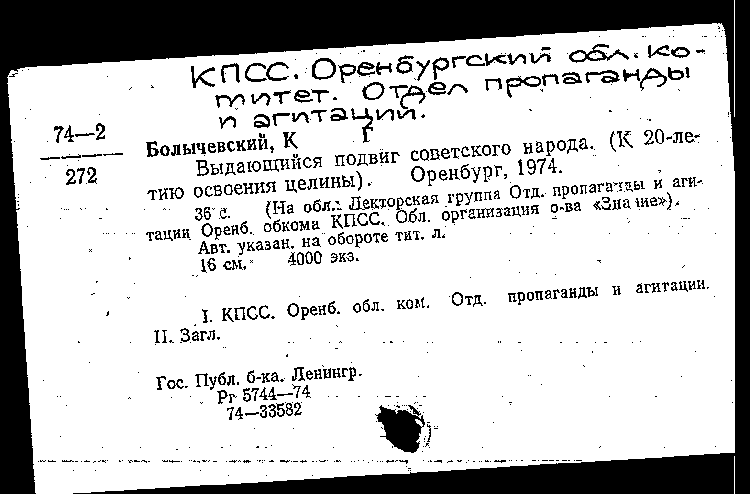 КПСС. Оренбургский обл. ко-
митет. Отдел пропаганды
и агитации.
74—2
272
Болычевский, К Г
Выдающийся подвиг советского народа. (К 20-ле-
тию освоения целины). Оренбург, 1974.
36 с. (На обл.: Лекторская группа Отд. пропаганды и аги-
тации Оренб. обкома КПСС. Обл. организация о-ва «Знание»).
Авт. указан. на обороте тит. л.
16 см. 4000 экз.
I. КПСС. Оренб. обл. ком. Отд. пропаганды и агитации.
II. Загл.
Гос. Публ. б-ка. Ленингр.
Рг 5744—74
74—33582